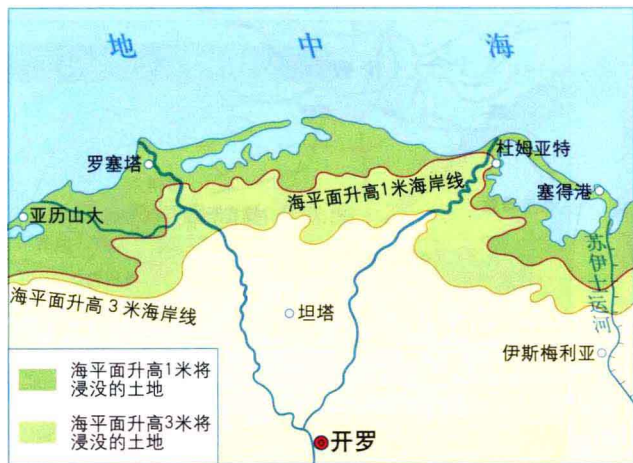 地 中 海
罗塞塔
杜姆亚特
海平面升高1米海岸线
塞得港
亚历山大
苏伊士运河
海平面升高3米海岸线
坦塔
伊斯梅利亚
海平面升高1米将
浸没的土地
海平面升高3米将
浸没的土地
开罗